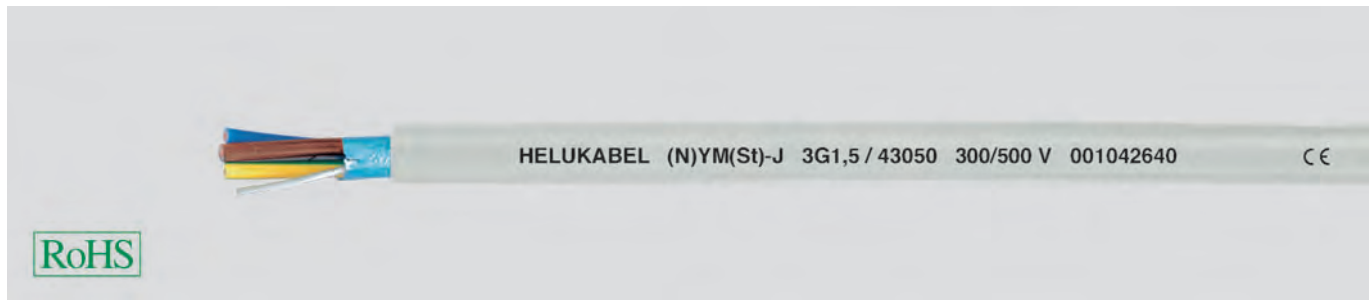 HELUKABEL (N)YM(St)-J 3G1,5 / 43050 300/500 V 001042640 CE
RoHS